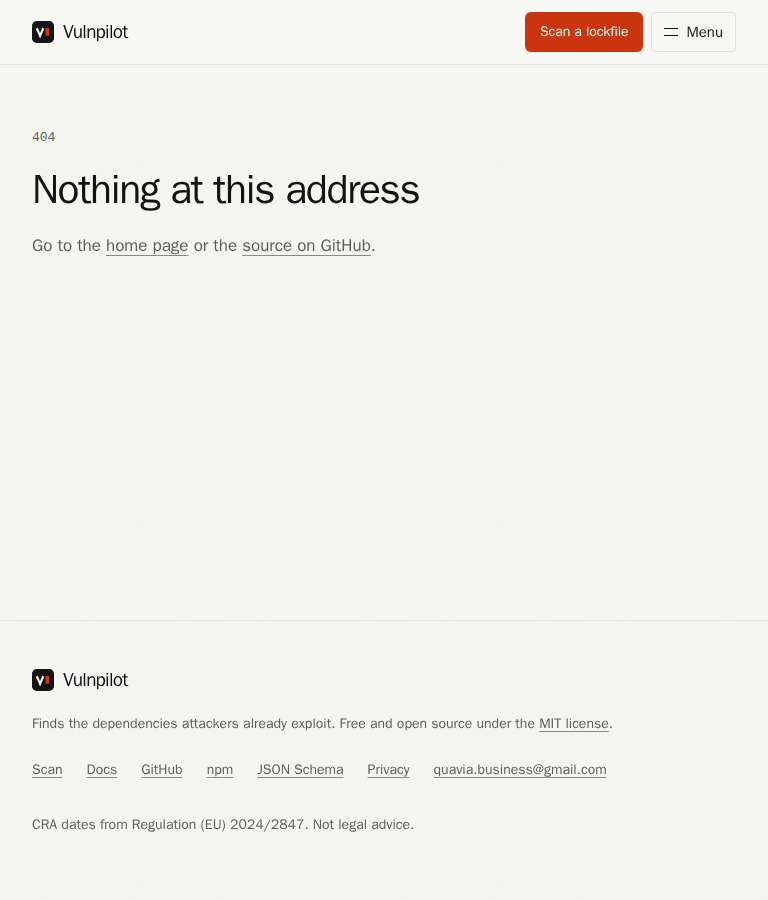 Vulnpilot
Scan a lockfile
Menu
404
Nothing at this address
Go to the home page or the source on GitHub.
Vulnpilot
Finds the dependencies attackers already exploit. Free and open source under the MIT license.
Scan Docs GitHub npm JSON Schema Privacy quavia.business@gmail.com
CRA dates from Regulation (EU) 2024/2847. Not legal advice.